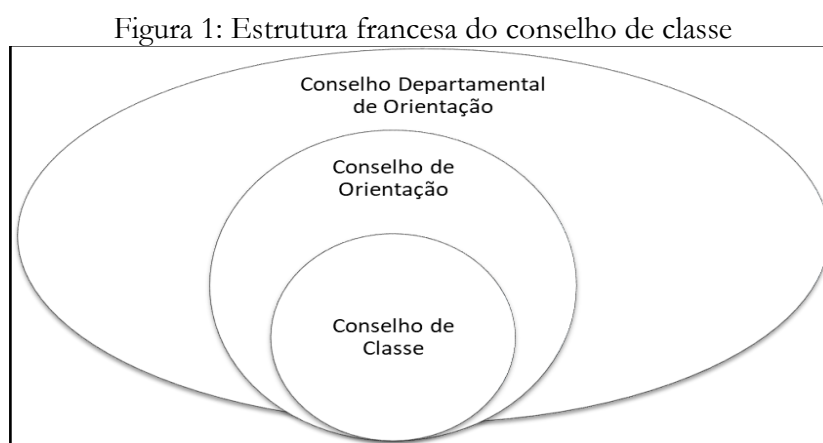 Figura 1: Estrutura francesa do conselho de classe
Conselho Departamental
de Orientação
Conselho de
Orientação
Conselho de
Classe